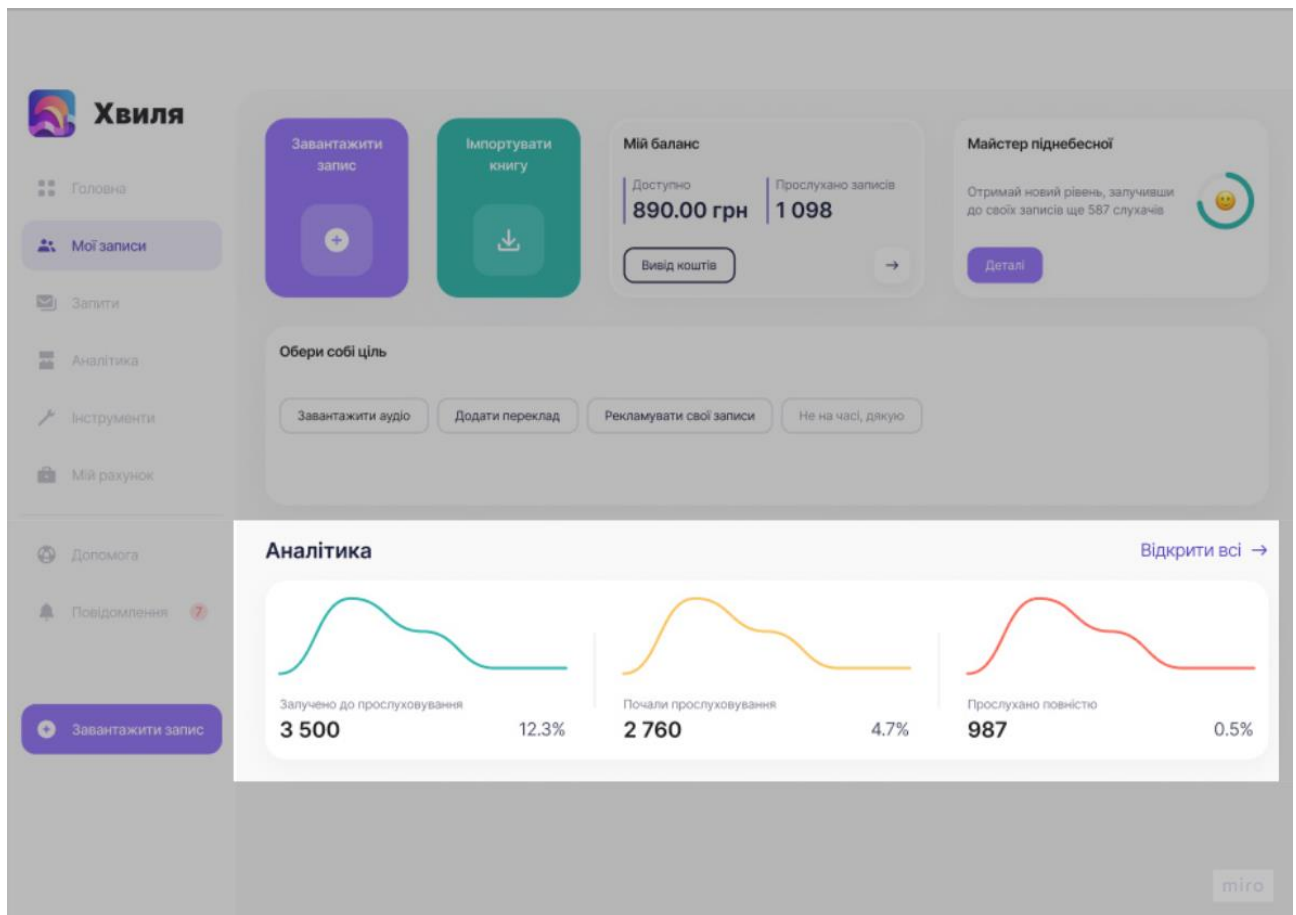 Хвиля
Головна
Мої записи
Запити
Аналітика
Інструменти
Мій рахунок
Допомога
Повідомлення 7
Завантажити запис
Завантажити
запис
Імпортувати
книгу
Мій баланс
Доступно
890.00 грн
Прослухано записів
1 098
Вивід коштів →
Майстер піднебесної
Отримай новий рівень, залучивши
до своїх записів ще 587 слухачів
Деталі
Обери собі ціль
Завантажити аудіо
Додати переклад
Рекламувати свої записи
Не на часі, дякую
Аналітика
Відкрити всі →
Залучено до прослуховування
3 500 12.3%
Почали прослуховування
2 760 4.7%
Прослухано повністю
987 0.5%
miro